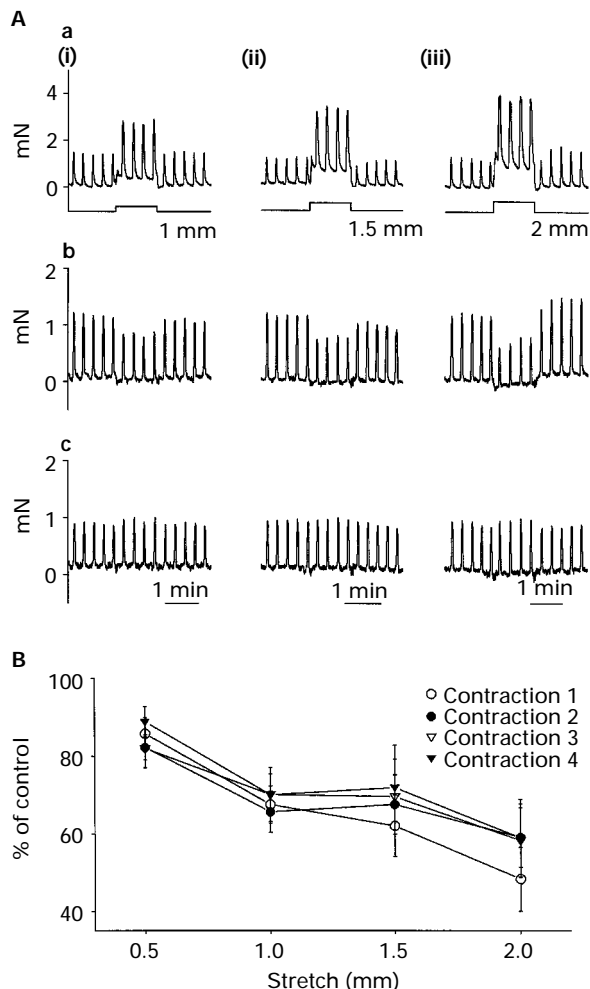 A
a
(i) (ii) (iii)
4
2
0
mN
1 mm 1.5 mm 2 mm
b
2
1
0
mN
c
2
1
0
mN
1 min 1 min 1 min
B
100
80
60
40
% of control
Contraction 1
Contraction 2
Contraction 3
Contraction 4
0.5 1.0 1.5 2.0
Stretch (mm)